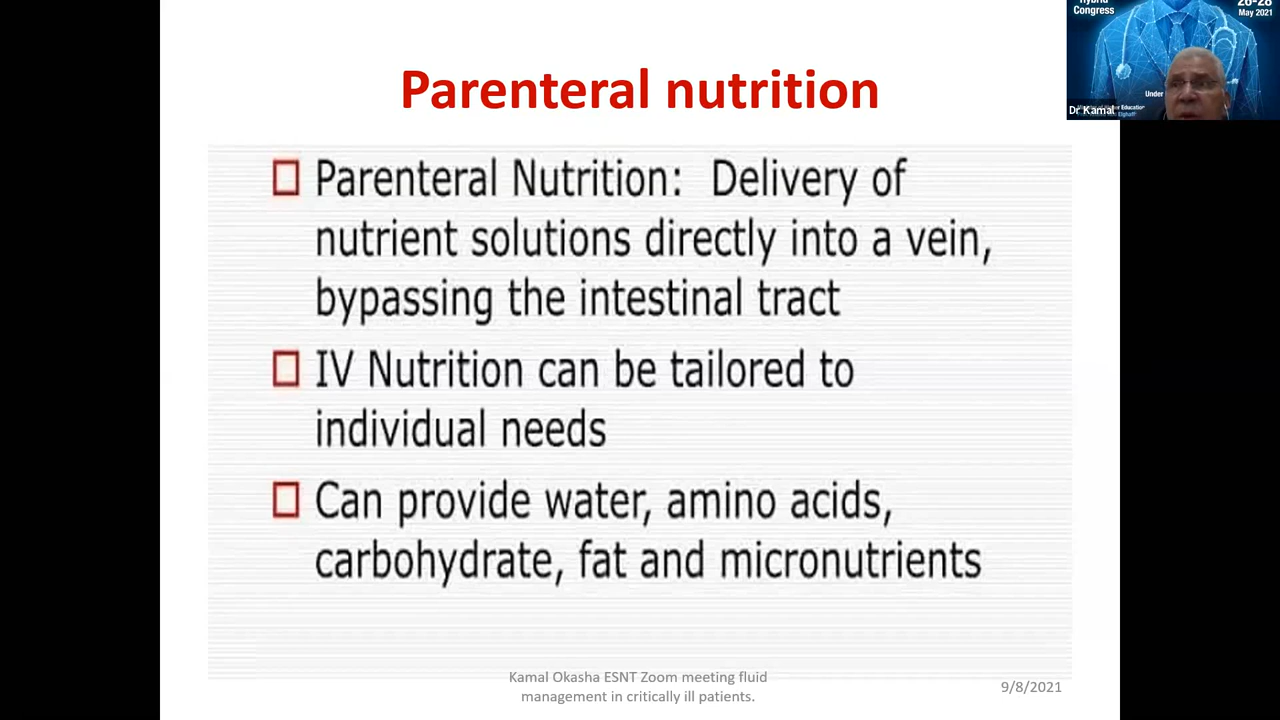 Parenteral nutrition
Parenteral Nutrition: Delivery of
nutrient solutions directly into a vein,
bypassing the intestinal tract
IV Nutrition can be tailored to
individual needs
Can provide water, amino acids,
carbohydrate, fat and micronutrients
Kamal Okasha ESNT Zoom meeting fluid
management in critically ill patients.
9/8/2021
Congress
May 2021
Under
Dr Kamal